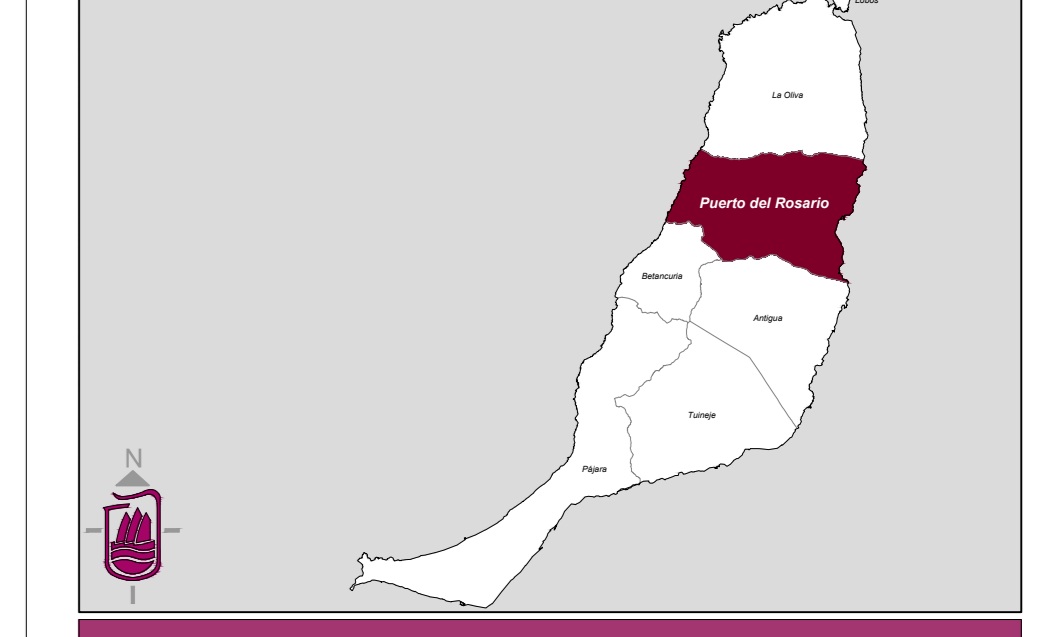 Lobos
La Oliva
Puerto del Rosario
Betancuria
Antigua
Tuineje
Pájara
N